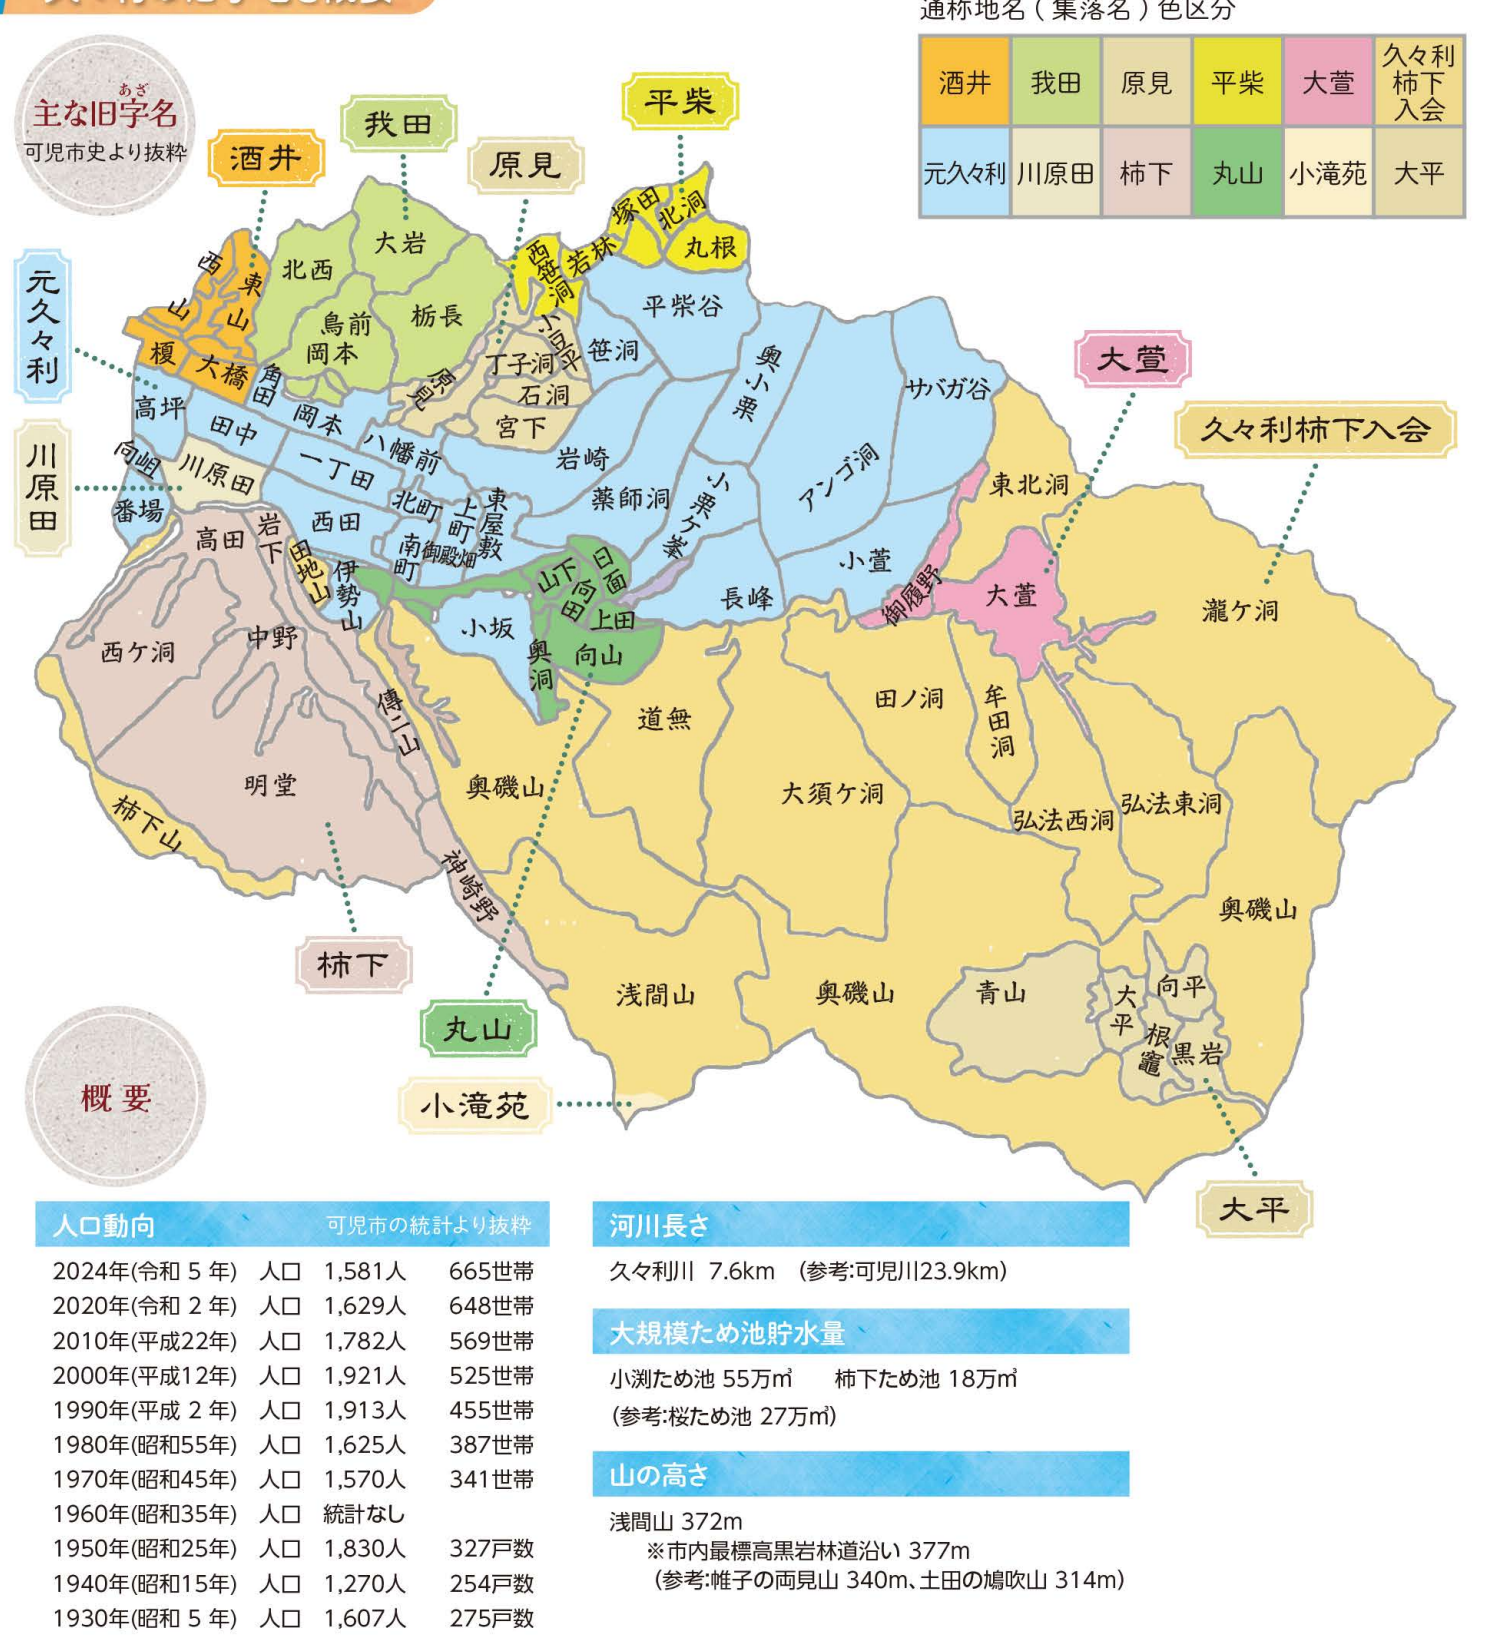 通称地名(集落名)色区分
酒井 我田 原見 平柴 大萱 久々利柿下入会
元久々利 川原田 柿下 丸山 小滝苑 大平
あざ
主な旧字名
可児市史より抜粋
酒井
我田
原見
平柴
元久々利
川原田
大萱
久々利柿下入会
柿下
丸山
小滝苑
大平
西山
東山
榎
大橋
北西
大岩
鳥前
岡本
栃長
西笹洞
若林
塚田
北洞
丸根
小豆平
丁子洞
石洞
宮下
原見
角田
岡本
高坪
田中
八幡前
向岨
川原田
一丁田
番場
西田
北町
上町
東屋敷
南町
御殿畑
笹洞
平柴谷
奥小栗
サバガ谷
岩崎
薬師洞
小栗ケ峯
アンゴ洞
小萱
長峰
東北洞
御履野
大萱
瀧ケ洞
高田
岩下
田地山
伊勢山
小坂
山下
日面
向田
上田
向山
奥洞
西ケ洞
中野
傳二山
明堂
柿下山
神崎野
奥磯山
道無
大須ケ洞
田ノ洞
牟田洞
弘法西洞
弘法東洞
奥磯山
浅間山
奥磯山
青山
大平
向平
根竈
黒岩
概要
人口動向 可児市の統計より抜粋
2024年(令和 5 年) 人口 1,581人 665世帯
2020年(令和 2 年) 人口 1,629人 648世帯
2010年(平成22年) 人口 1,782人 569世帯
2000年(平成12年) 人口 1,921人 525世帯
1990年(平成 2 年) 人口 1,913人 455世帯
1980年(昭和55年) 人口 1,625人 387世帯
1970年(昭和45年) 人口 1,570人 341世帯
1960年(昭和35年) 人口 統計なし
1950年(昭和25年) 人口 1,830人 327戸数
1940年(昭和15年) 人口 1,270人 254戸数
1930年(昭和 5 年) 人口 1,607人 275戸数
河川長さ
久々利川 7.6km (参考:可児川23.9km)
大規模ため池貯水量
小渕ため池 55万㎥ 柿下ため池 18万㎥
(参考:桜ため池 27万㎥)
山の高さ
浅間山 372m
※市内最標高黒岩林道沿い 377m
(参考:帷子の両見山 340m、土田の鳩吹山 314m)